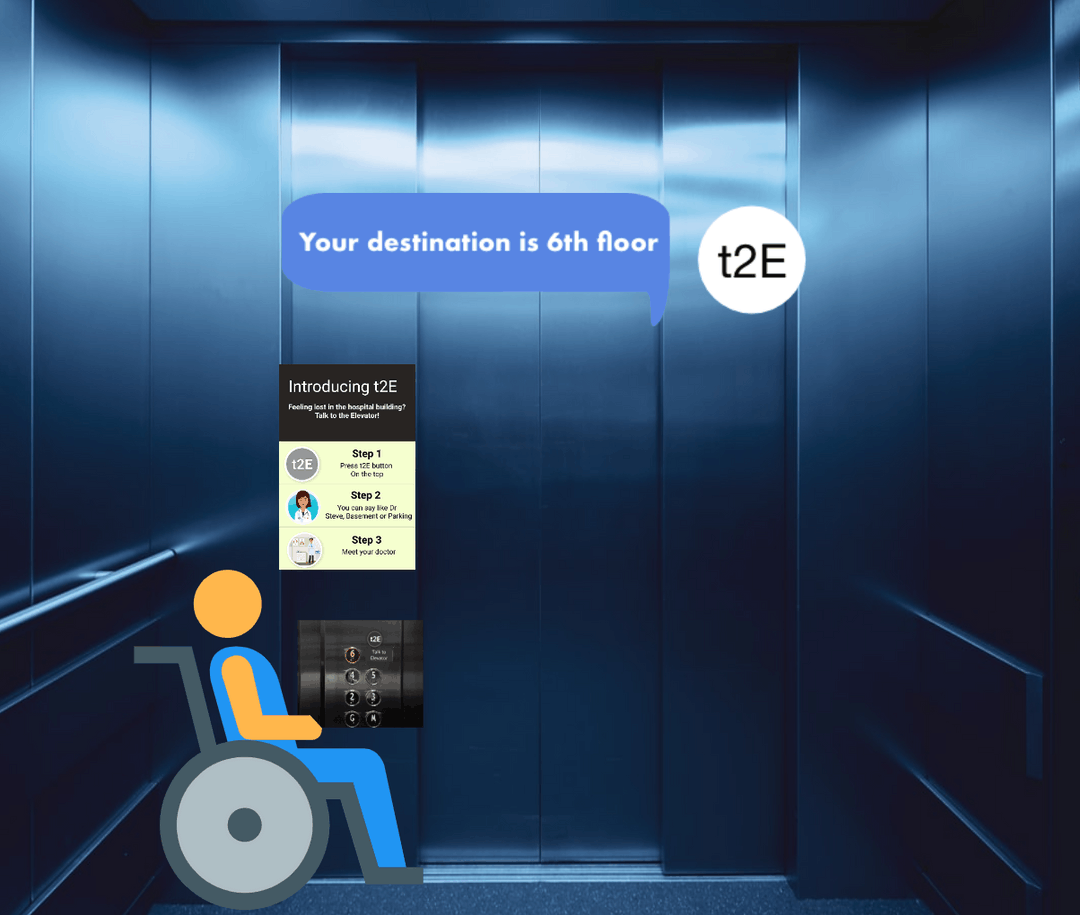 Your destination is 6th floor
t2E
Introducing t2E
Feeling lost in the hospital building?
Talk to the Elevator!
t2E
Step 1
Press t2E button
On the top
Step 2
You can say like Dr
Steve, Basement or Parking
Step 3
Meet your doctor
t2E
6
Talk to
Elevator
4 5
2 3
G M